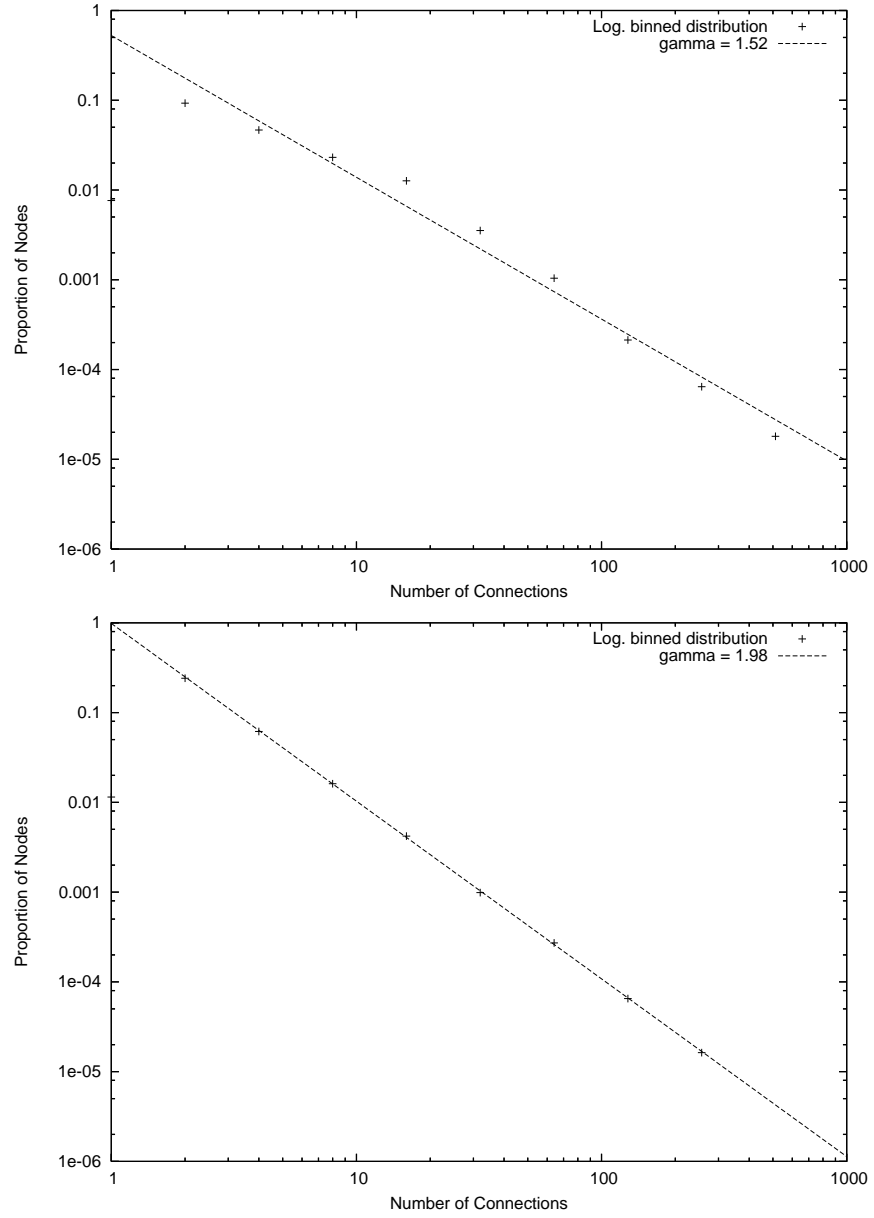 Log. binned distribution
gamma = 1.52
1
0.1
0.01
0.001
1e-04
1e-05
1e-06
Proportion of Nodes
1 10 100 1000
Number of Connections
Log. binned distribution
gamma = 1.98
1
0.1
0.01
0.001
1e-04
1e-05
1e-06
Proportion of Nodes
1 10 100 1000
Number of Connections